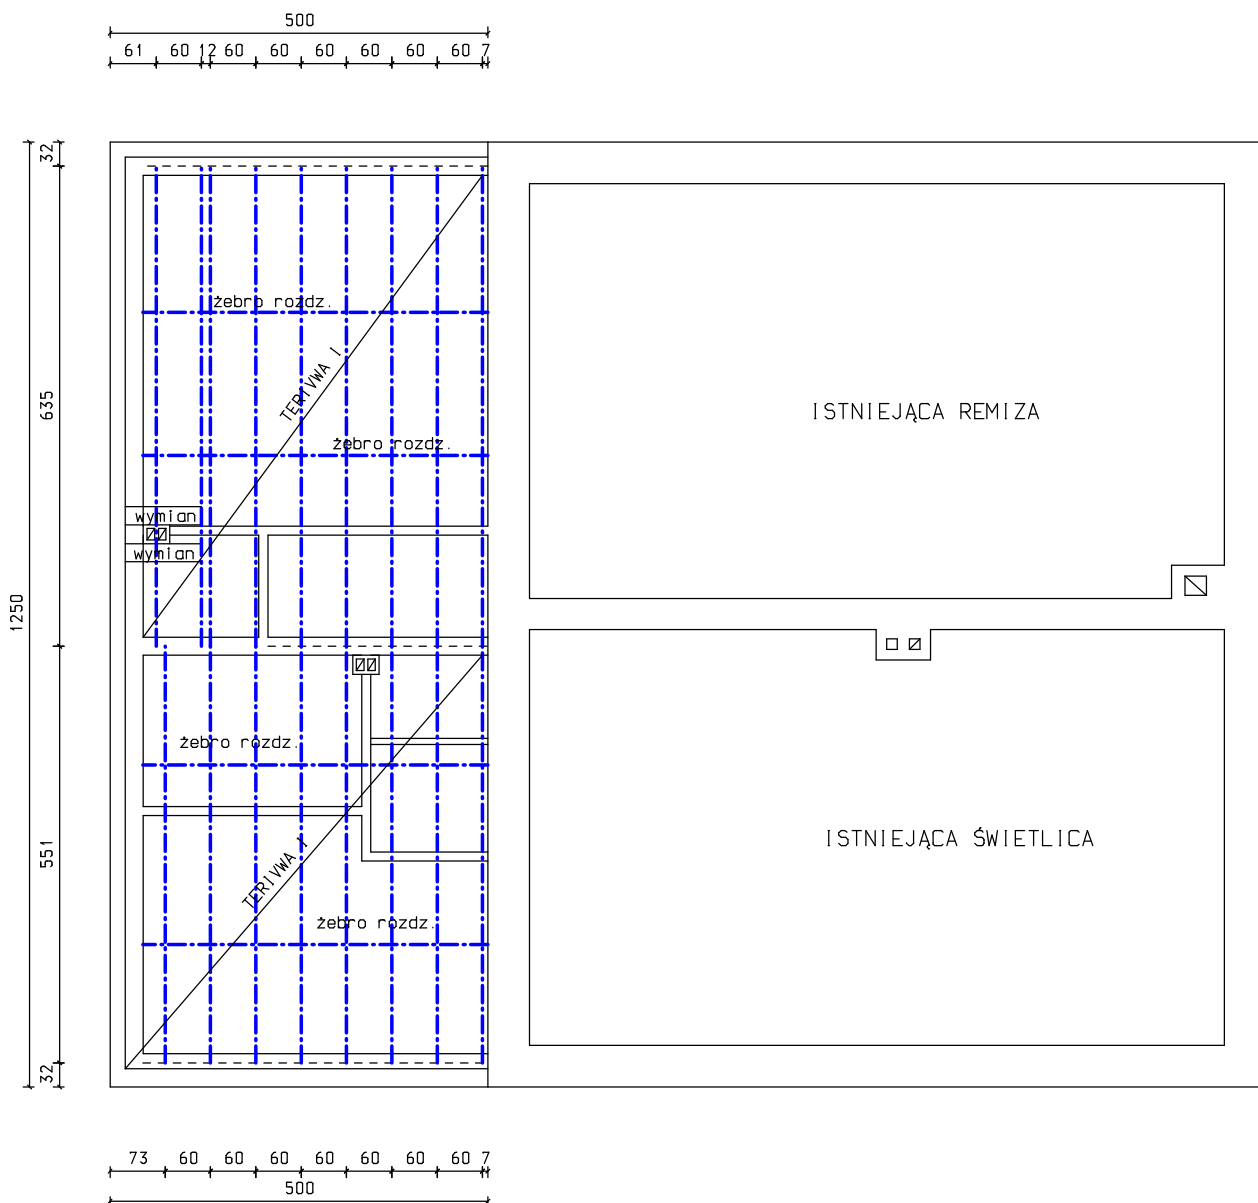 500
61 60 12 60 60 60 60 60 60 7
32
żebro rozdz.
TERIVWA I
635
ISTNIEJĄCA REMIZA
żebro rozdz.
wymian
wymian
1250
żebro rozdz.
551
ISTNIEJĄCA ŚWIETLICA
TERIVWA I
żebro rozdz.
32
73 60 60 60 60 60 60 60 7
500